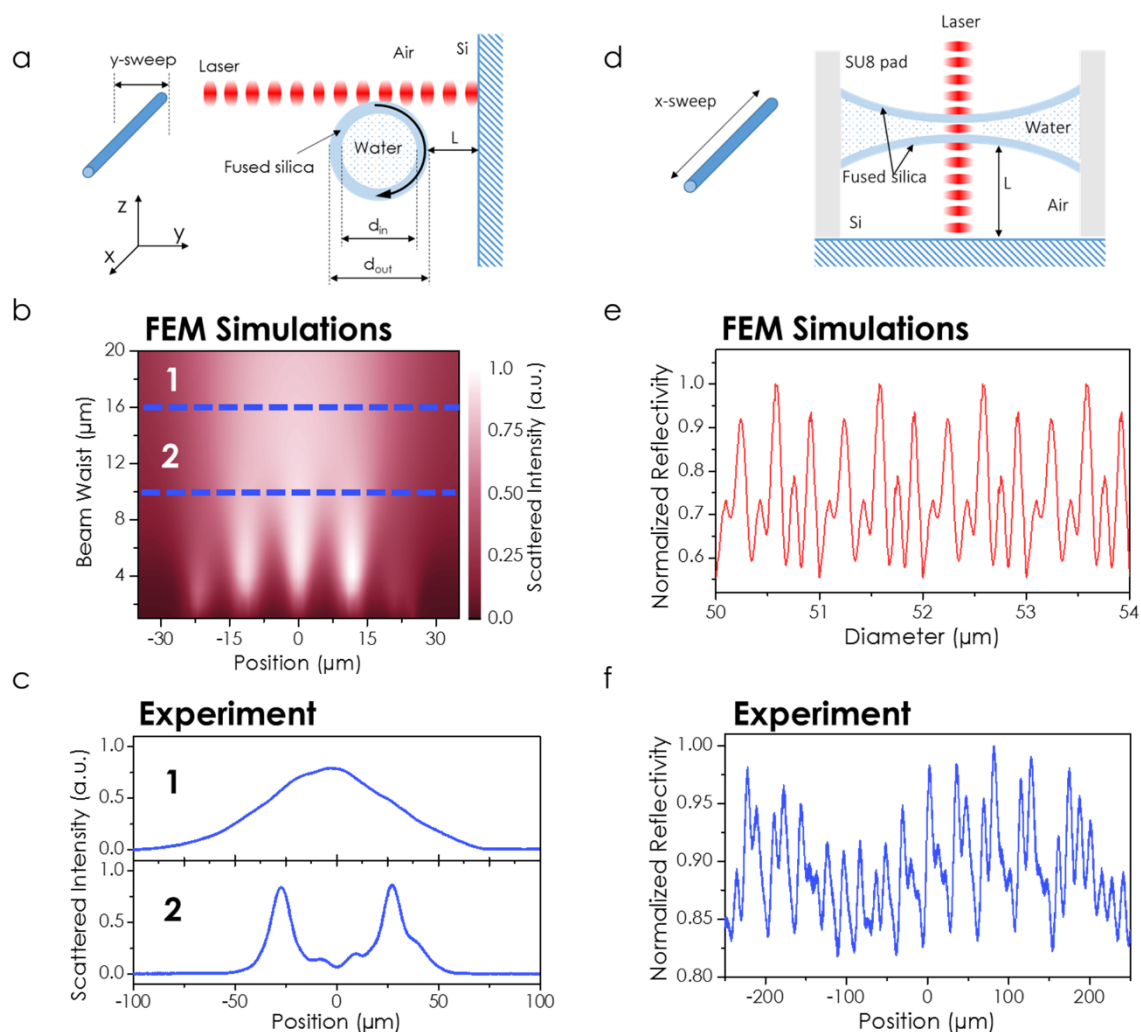 a
y-sweep
Laser
Air
Si
Fused silica
Water
L
z
y
x
d_in
d_out
d
Laser
x-sweep
SU8 pad
Water
Fused silica
L
Si
Air
b
FEM Simulations
20
16
12
8
4
Beam Waist (µm)
1
2
-30 -15 0 15 30
Position (µm)
1.0
0.75
0.50
0.25
0.0
Scattered Intensity (a.u.)
e
FEM Simulations
1.0
0.9
0.8
0.7
0.6
Normalized Reflectivity
50 51 52 53 54
Diameter (µm)
c
Experiment
Scattered Intensity (a.u.)
1.0
0.5
0.0
1
1.0
0.5
0.0
2
-100 -50 0 50 100
Position (µm)
f
Experiment
1.00
0.95
0.90
0.85
0.80
Normalized Reflectivity
-200 -100 0 100 200
Position (µm)